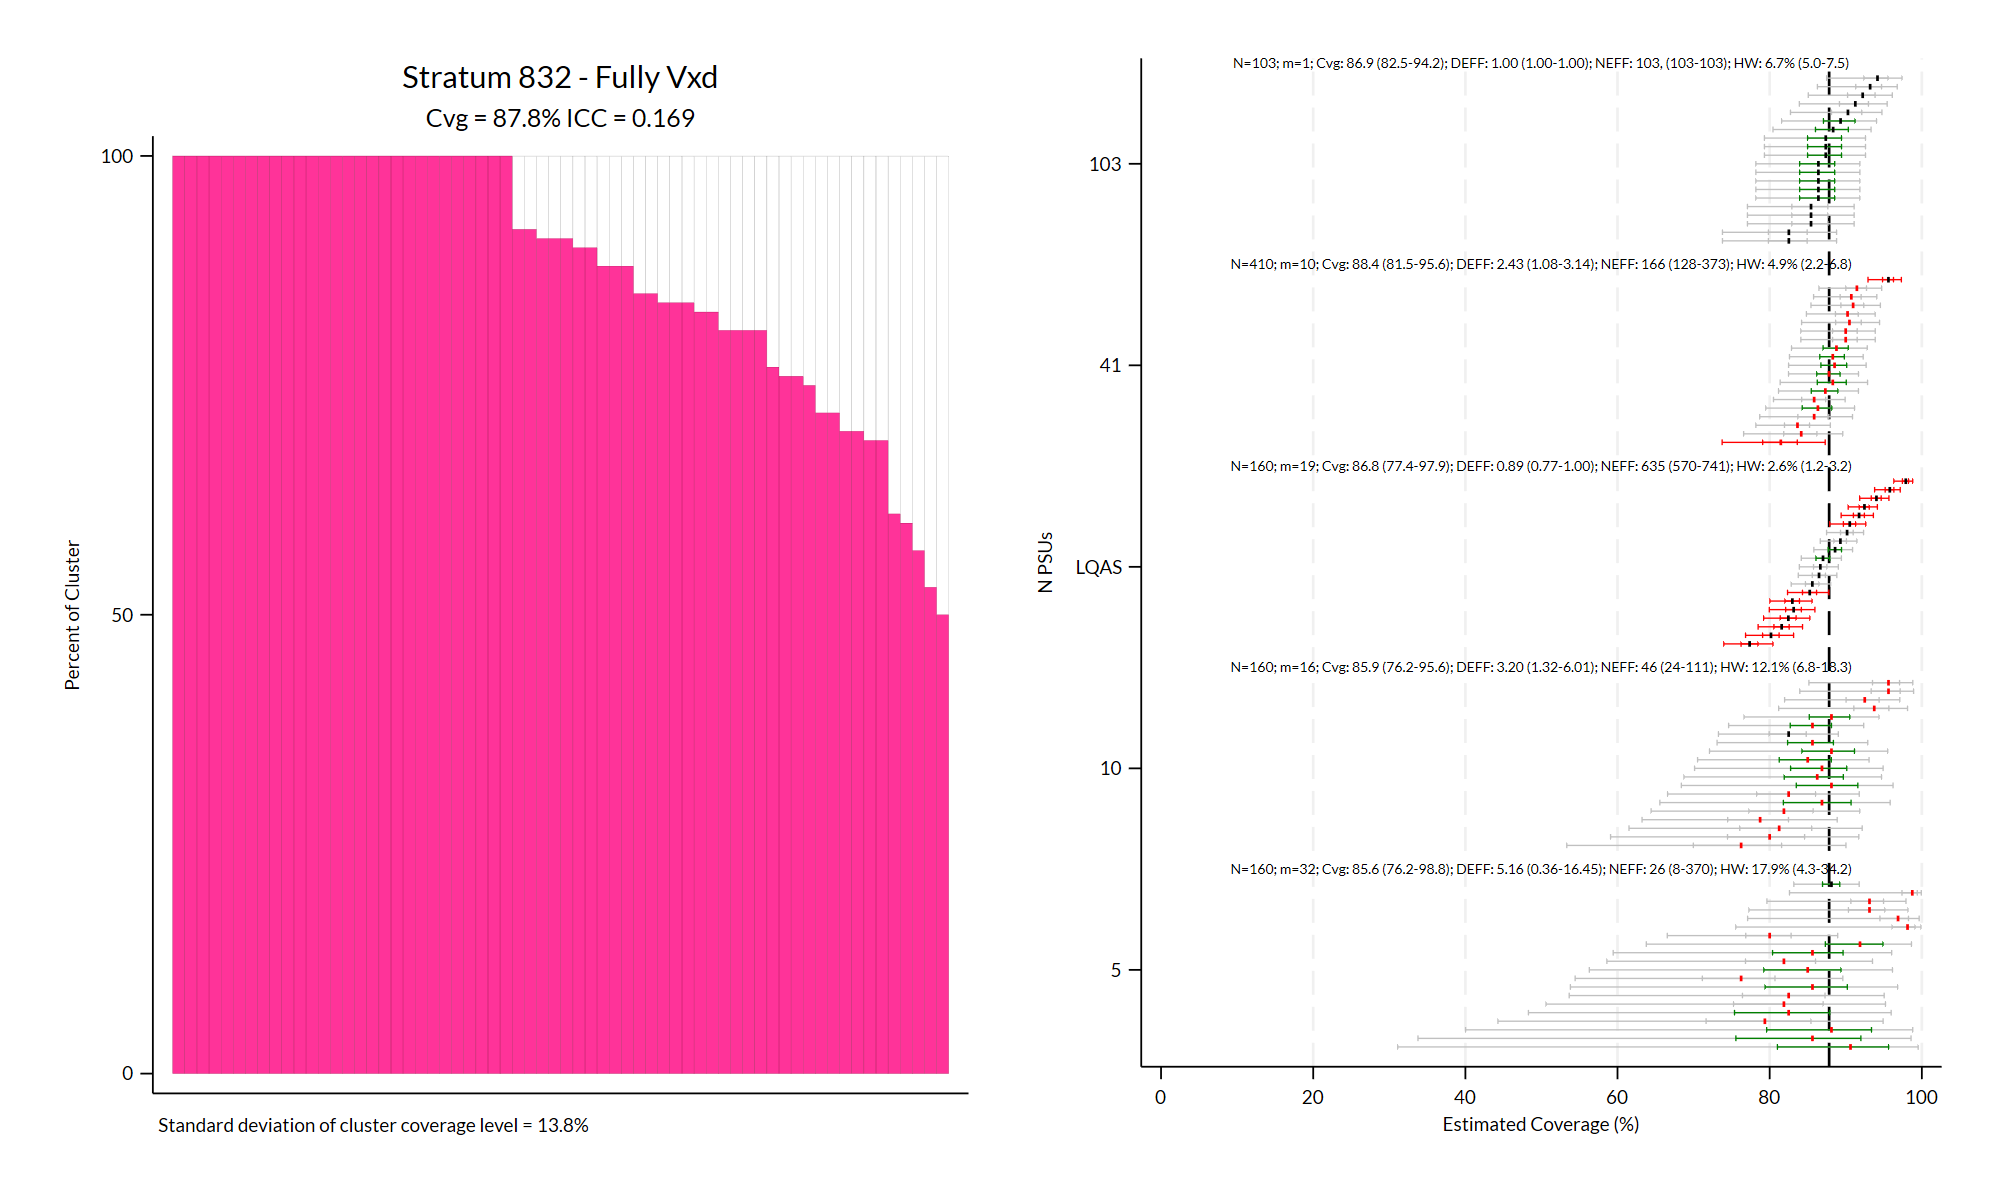 Stratum 832 - Fully Vxd
Cvg = 87.8% ICC = 0.169
100
50
0
Percent of Cluster
Standard deviation of cluster coverage level = 13.8%
N=103; m=1; Cvg: 86.9 (82.5-94.2); DEFF: 1.00 (1.00-1.00); NEFF: 103, (103-103); HW: 6.7% (5.0-7.5)
103
N=410; m=10; Cvg: 88.4 (81.5-95.6); DEFF: 2.43 (1.08-3.14); NEFF: 166 (128-373); HW: 4.9% (2.2-6.8)
41
N=160; m=19; Cvg: 86.8 (77.4-97.9); DEFF: 0.89 (0.77-1.00); NEFF: 635 (570-741); HW: 2.6% (1.2-3.2)
LQAS
N=160; m=16; Cvg: 85.9 (76.2-95.6); DEFF: 3.20 (1.32-6.01); NEFF: 46 (24-111); HW: 12.1% (6.8-18.3)
10
N=160; m=32; Cvg: 85.6 (76.2-98.8); DEFF: 5.16 (0.36-16.45); NEFF: 26 (8-370); HW: 17.9% (4.3-34.2)
5
N PSUs
0 20 40 60 80 100
Estimated Coverage (%)